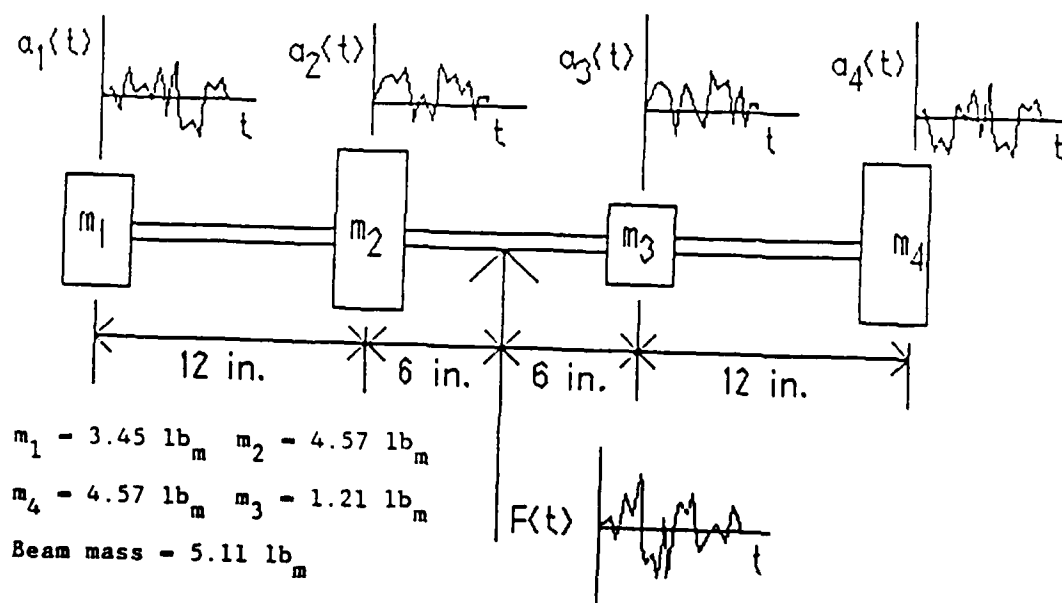 a₁(t) a₂(t) a₃(t) a₄(t)
t t t t
m₁ m₂ m₃ m₄
12 in. 6 in. 6 in. 12 in.
m₁ = 3.45 lbₘ m₂ = 4.57 lbₘ
m₄ = 4.57 lbₘ m₃ = 1.21 lbₘ
Beam mass = 5.11 lbₘ
F(t)
t